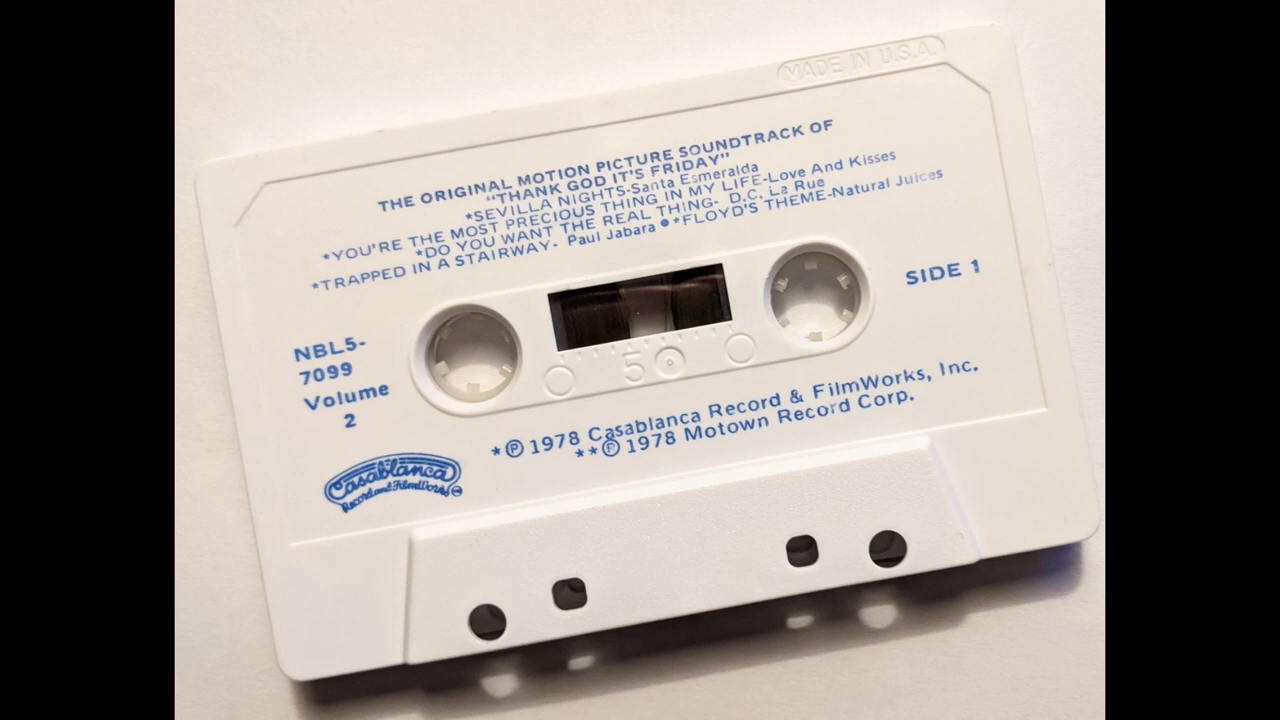 MADE IN U.S.A.
THE ORIGINAL MOTION PICTURE SOUNDTRACK OF
"THANK GOD IT'S FRIDAY"
*SEVILLA NIGHTS-Santa Esmeralda
*YOU'RE THE MOST PRECIOUS THING IN MY LIFE-Love And Kisses
*DO YOU WANT THE REAL THING- D.C. La Rue
*TRAPPED IN A STAIRWAY- Paul Jabara ● *FLOYD'S THEME-Natural Juices
SIDE 1
NBL5-
7099
Volume
2
50
*Ⓟ 1978 Casablanca Record & FilmWorks, Inc.
**Ⓟ 1978 Motown Record Corp.
Casablanca
Record and FilmWorks